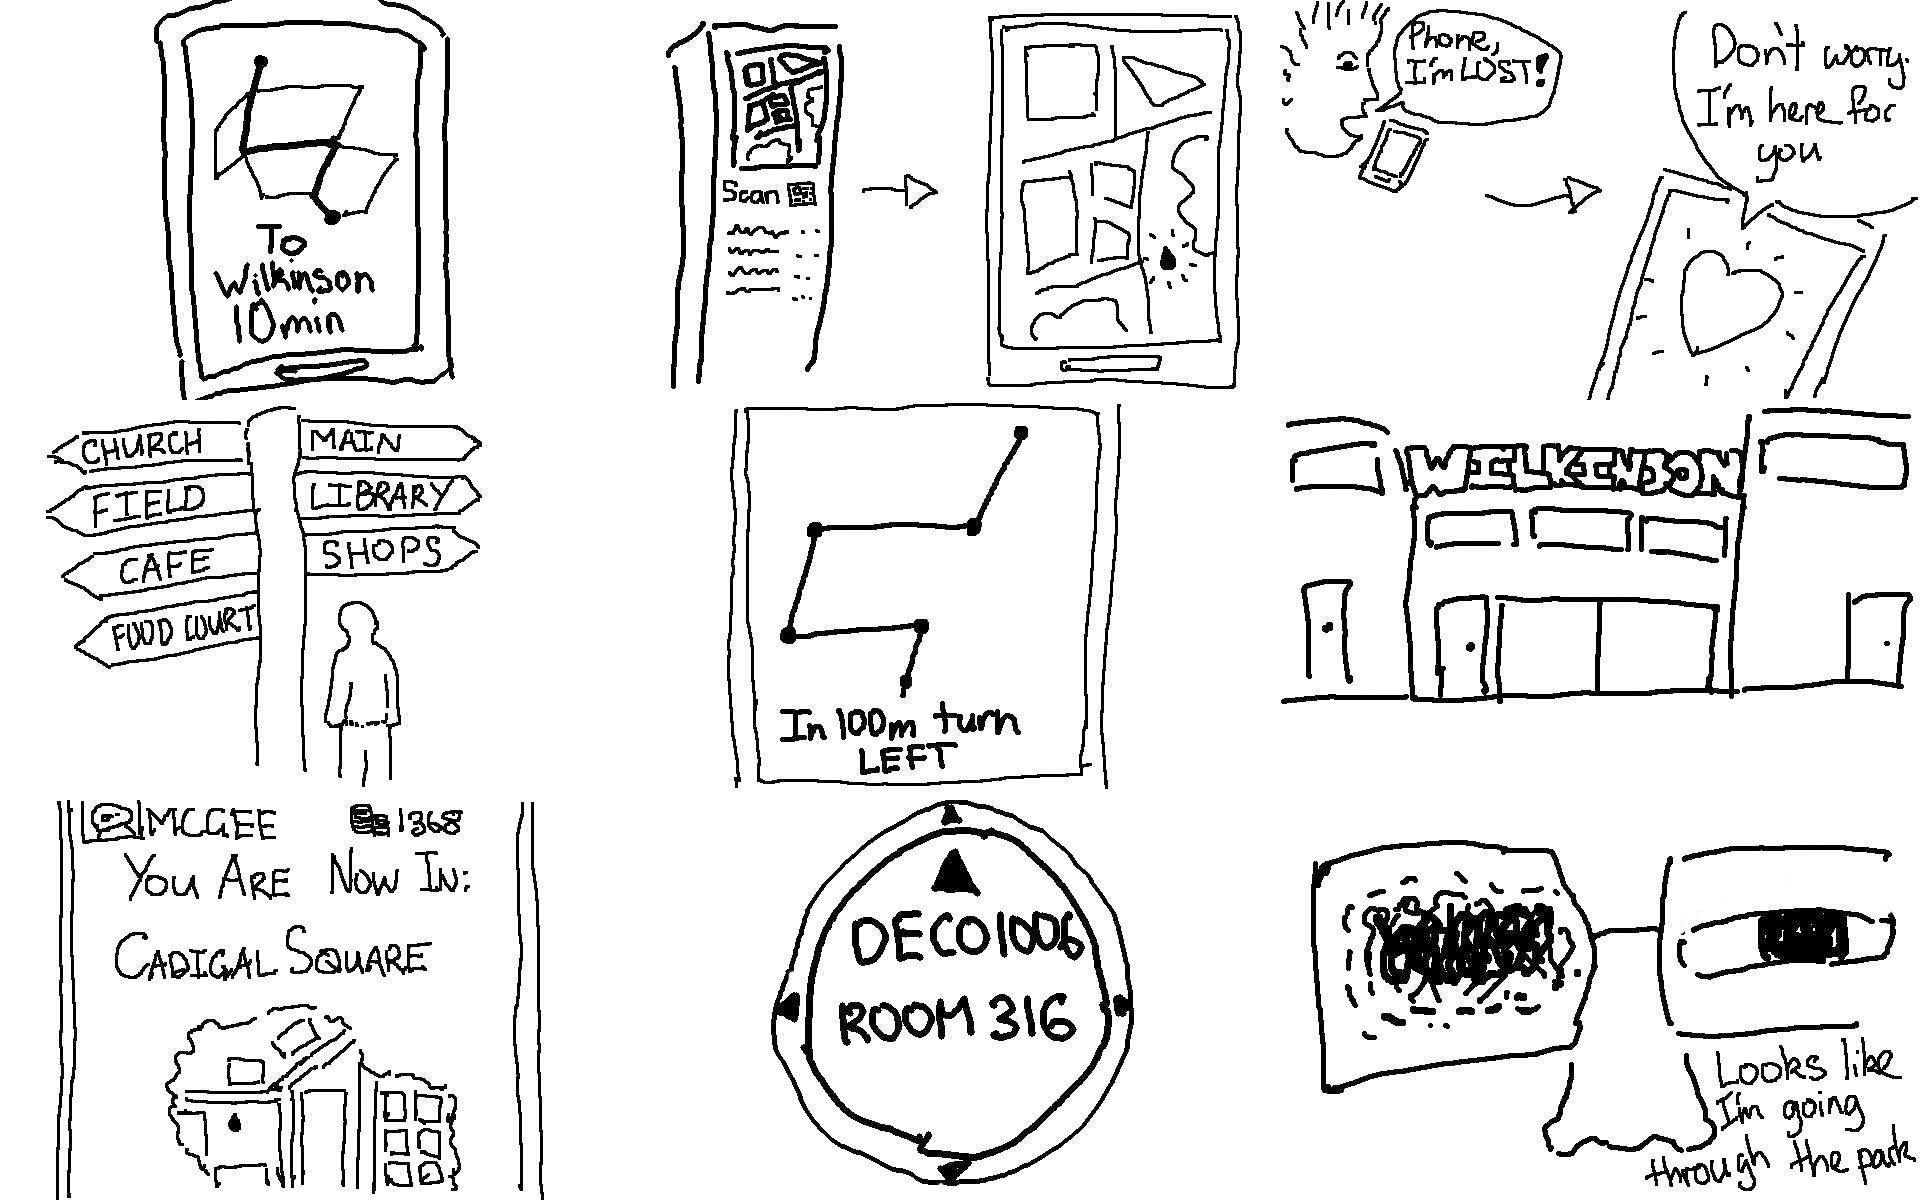 To
Wilkinson
10min
Scan
Phone,
I'm LOST!
Don't worry.
I'm here for
you
CHURCH
FIELD
CAFE
FOOD COURT
MAIN
LIBRARY
SHOPS
In 100m turn
LEFT
WILKINSON
MCGEE
1368
YOU ARE NOW IN:
CADIGAL SQUARE
DECO1006
ROOM 316
Looks like
I'm going
through the park